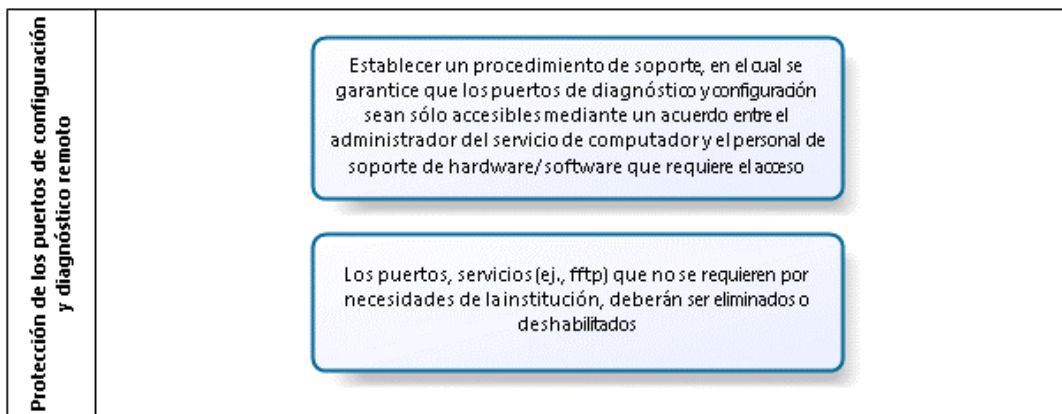 Protección de los puertos de configuración
y diagnóstico remoto
Establecer un procedimiento de soporte, en el cual se
garantice que los puertos de diagnóstico y configuración
sean sólo accesibles mediante un acuerdo entre el
administrador del servicio de computador y el personal de
soporte de hardware/ software que requiere el acceso
Los puertos, servicios (ej., fftp) que no se requieren por
necesidades de la institución, deberán ser eliminados o
deshabilitados